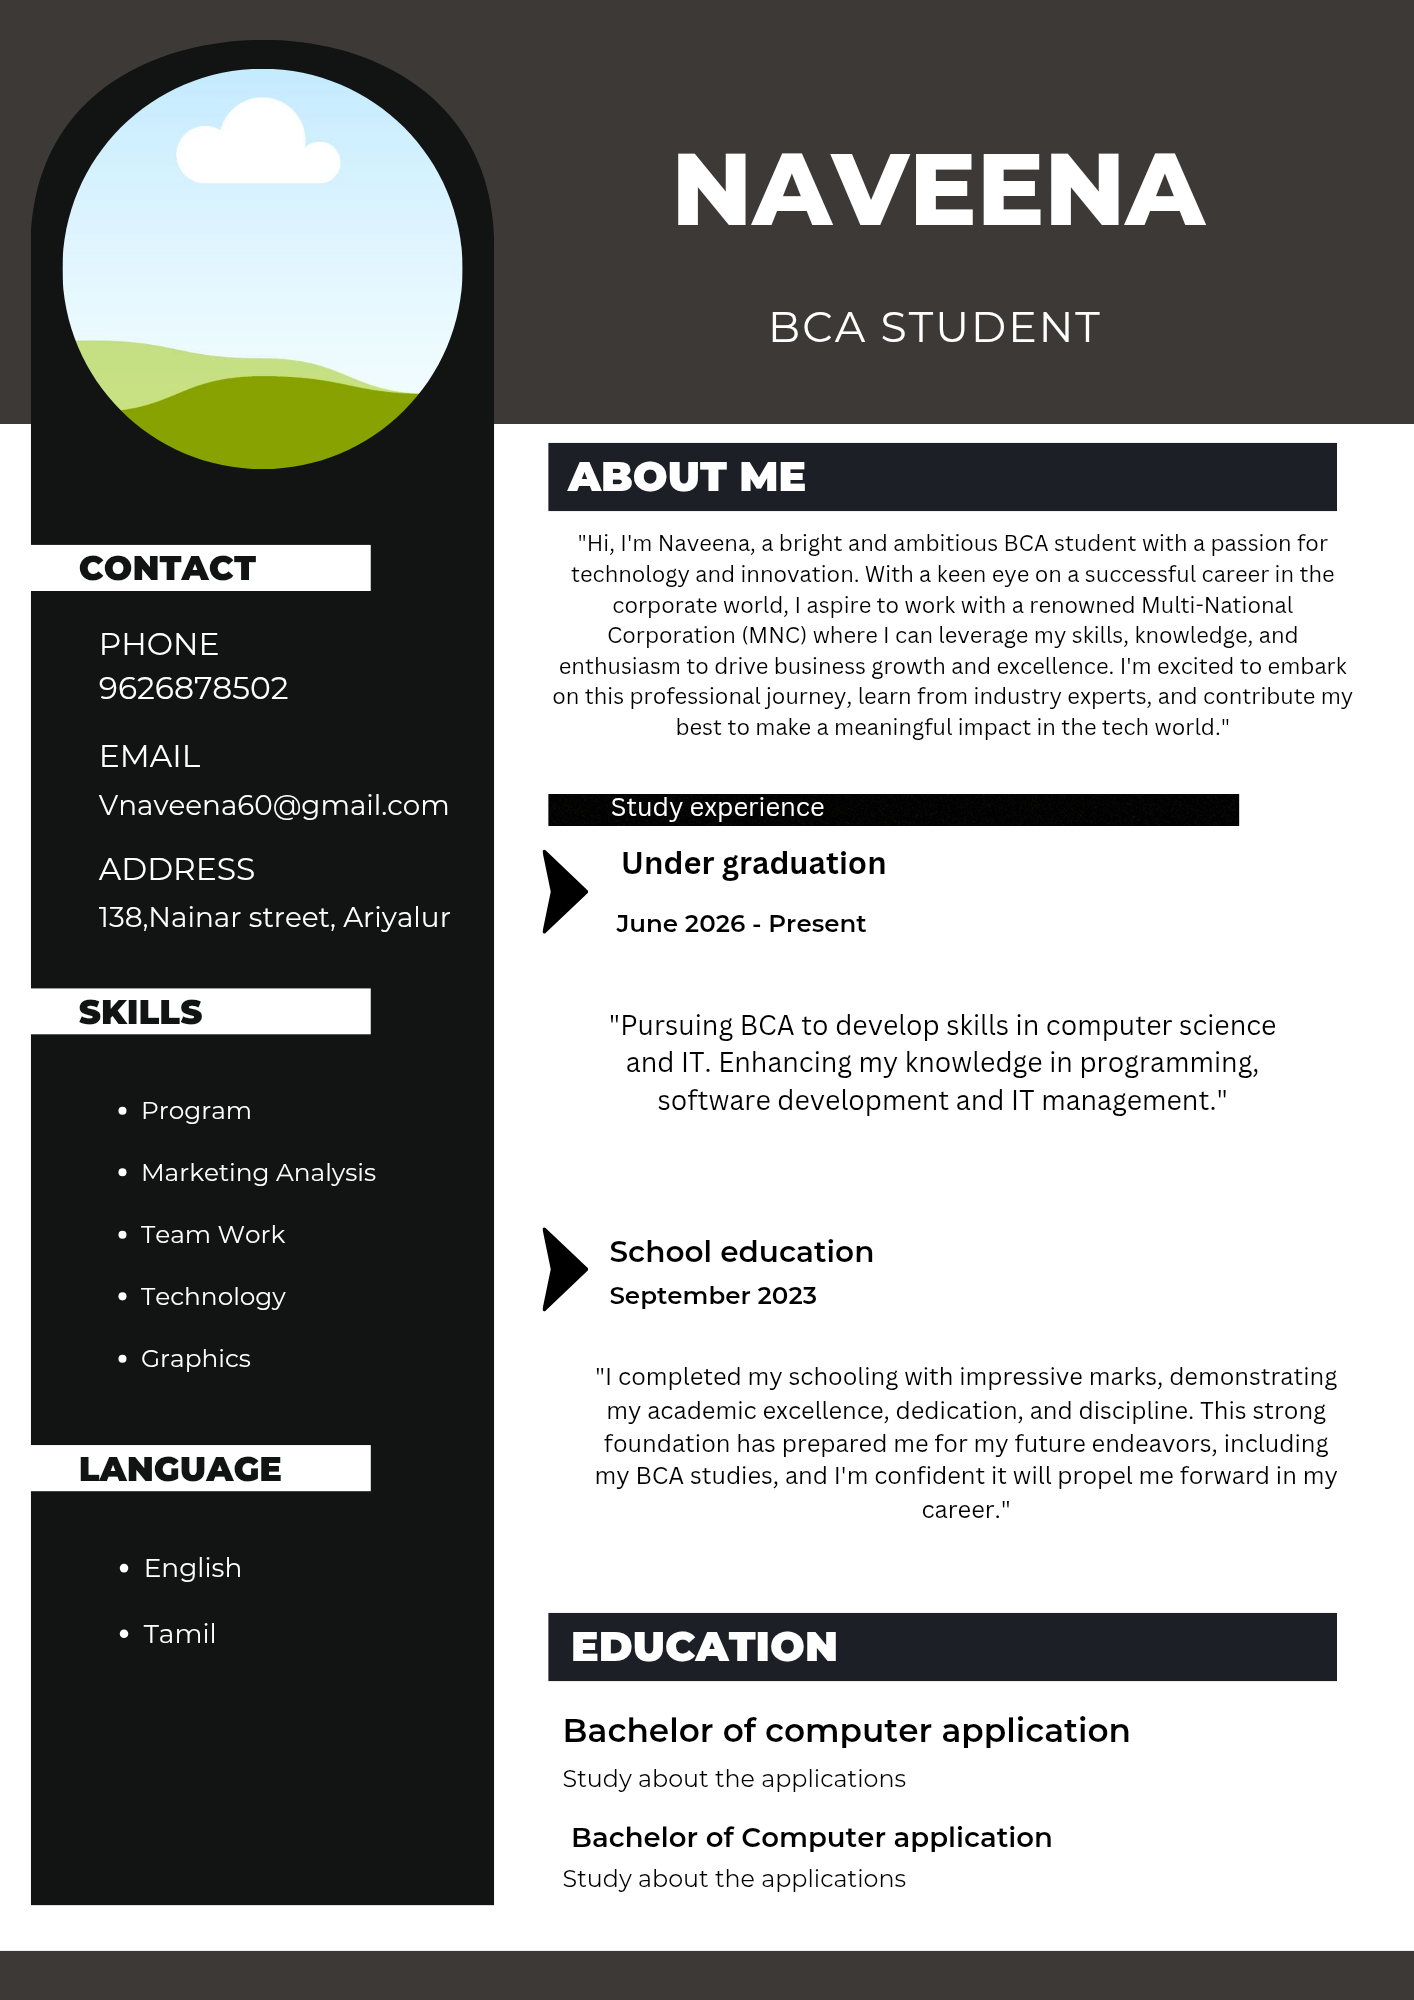 NAVEENA
BCA STUDENT
CONTACT
PHONE
9626878502
EMAIL
Vnaveena60@gmail.com
ADDRESS
138,Nainar street, Ariyalur
SKILLS
Program
Marketing Analysis
Team Work
Technology
Graphics
LANGUAGE
English
Tamil
ABOUT ME
"Hi, I'm Naveena, a bright and ambitious BCA student with a passion for
technology and innovation. With a keen eye on a successful career in the
corporate world, I aspire to work with a renowned Multi-National
Corporation (MNC) where I can leverage my skills, knowledge, and
enthusiasm to drive business growth and excellence. I'm excited to embark
on this professional journey, learn from industry experts, and contribute my
best to make a meaningful impact in the tech world."
Study experience
Under graduation
June 2026 - Present
"Pursuing BCA to develop skills in computer science
and IT. Enhancing my knowledge in programming,
software development and IT management."
School education
September 2023
"I completed my schooling with impressive marks, demonstrating
my academic excellence, dedication, and discipline. This strong
foundation has prepared me for my future endeavors, including
my BCA studies, and I'm confident it will propel me forward in my
career."
EDUCATION
Bachelor of computer application
Study about the applications
Bachelor of Computer application
Study about the applications